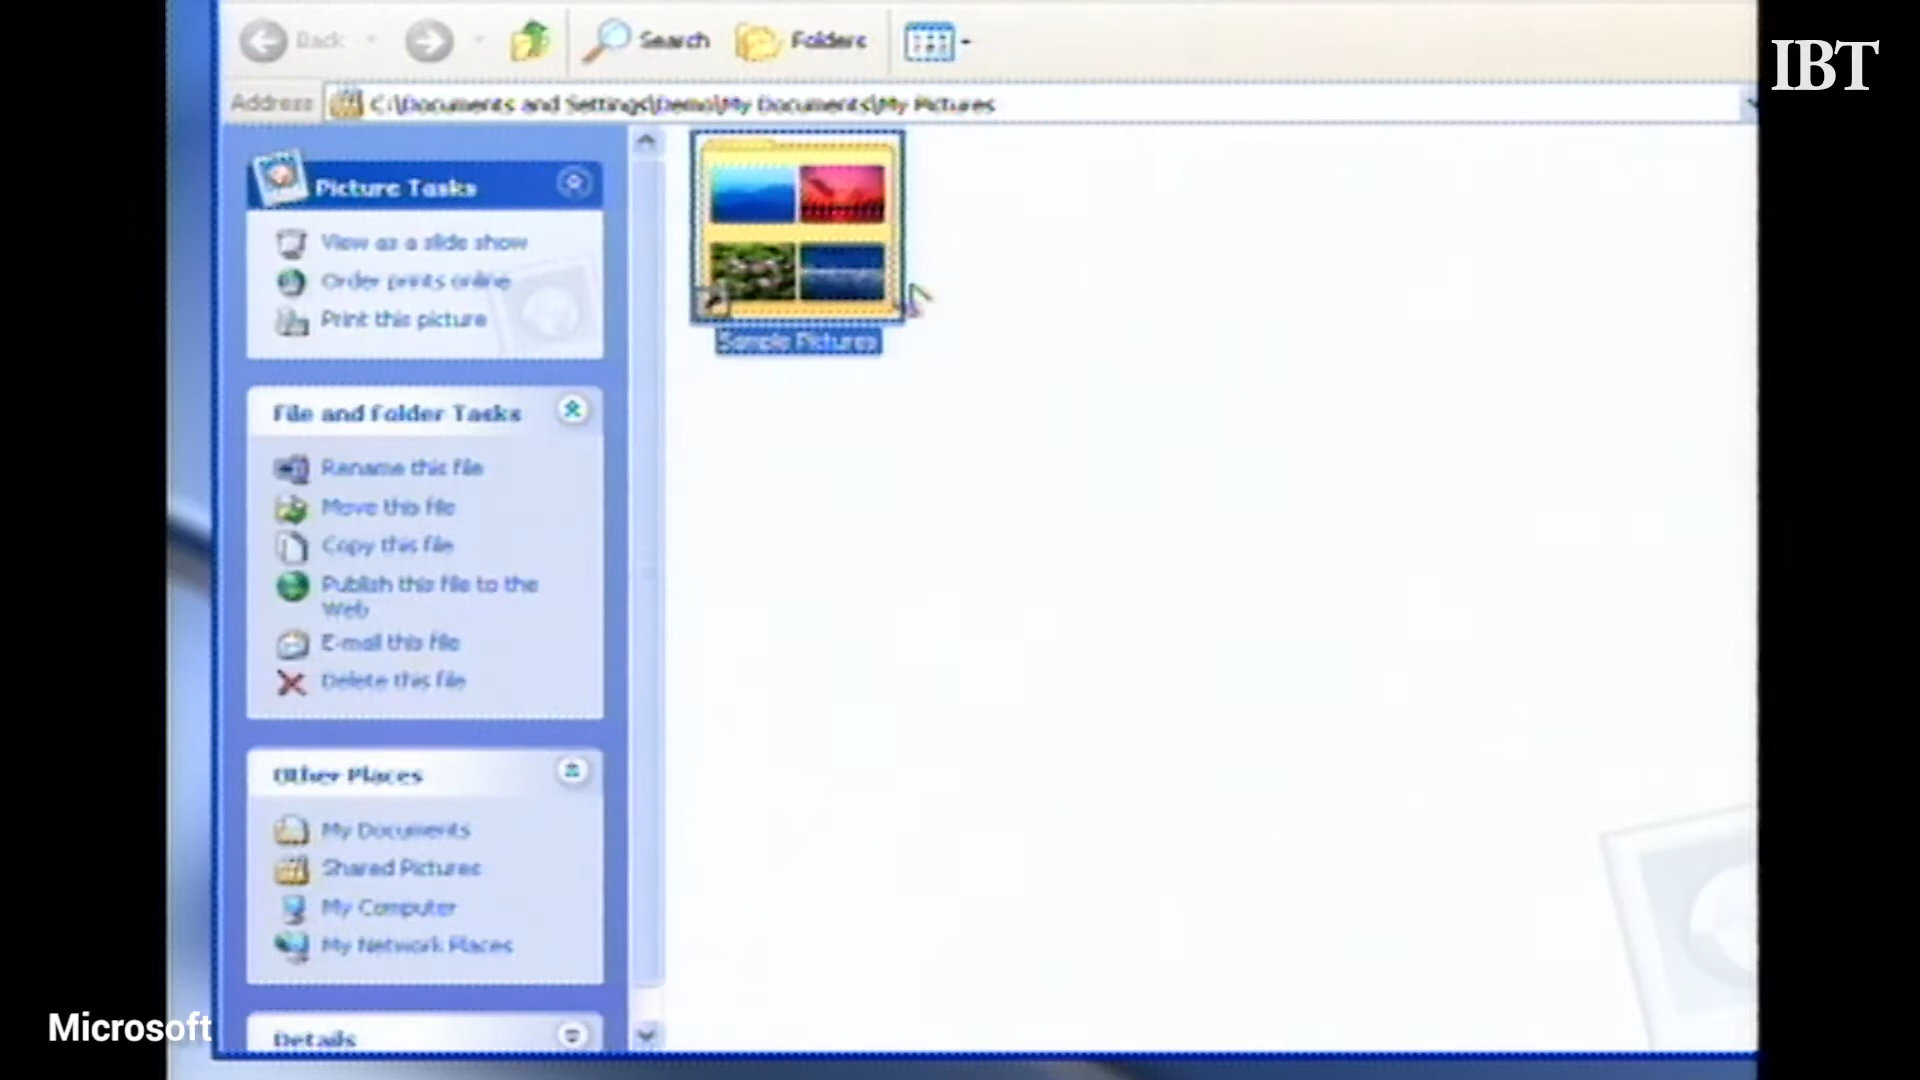 Back
Search
Folders
IBT
Address
C:\Documents and Settings\Demo\My Documents\My Pictures
Picture Tasks
View as a slide show
Order prints online
Print this picture
Sample Pictures
File and Folder Tasks
Rename this file
Move this file
Copy this file
Publish this file to the
Web
E-mail this file
Delete this file
Other Places
My Documents
Shared Pictures
My Computer
My Network Places
Details
Microsoft